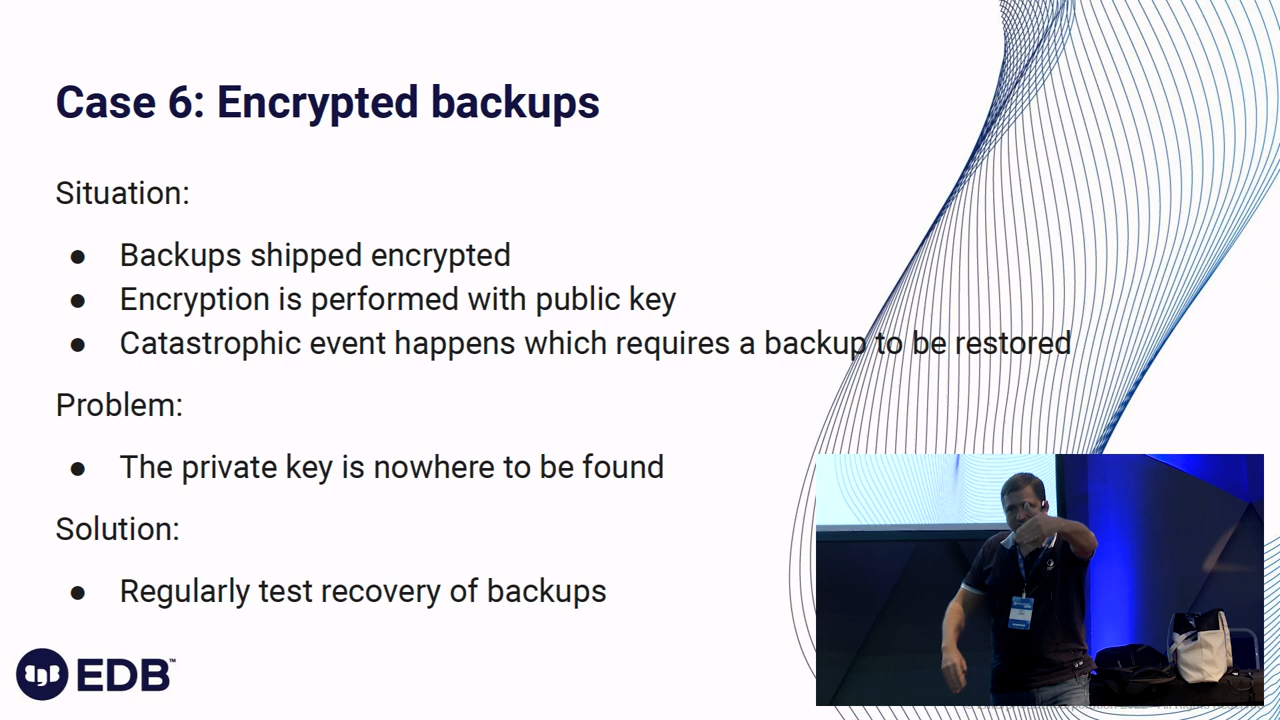 Case 6: Encrypted backups
Situation:
● Backups shipped encrypted
● Encryption is performed with public key
● Catastrophic event happens which requires a backup to be restored
Problem:
● The private key is nowhere to be found
Solution:
● Regularly test recovery of backups
EDB™